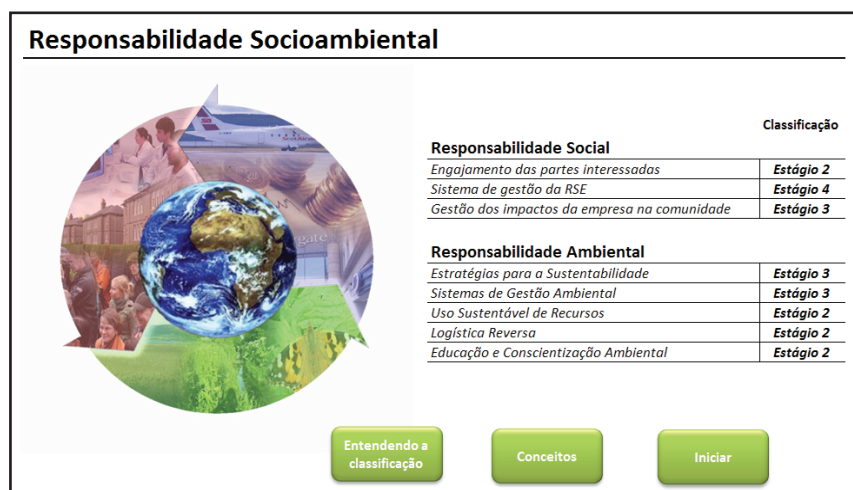 Responsabilidade Socioambiental
Classificação
Responsabilidade Social
Engajamento das partes interessadas Estágio 2
Sistema de gestão da RSE Estágio 4
Gestão dos impactos da empresa na comunidade Estágio 3
Responsabilidade Ambiental
Estratégias para a Sustentabilidade Estágio 3
Sistemas de Gestão Ambiental Estágio 3
Uso Sustentável de Recursos Estágio 2
Logística Reversa Estágio 2
Educação e Conscientização Ambiental Estágio 2
Entendendo a
classificação
Conceitos
Iniciar